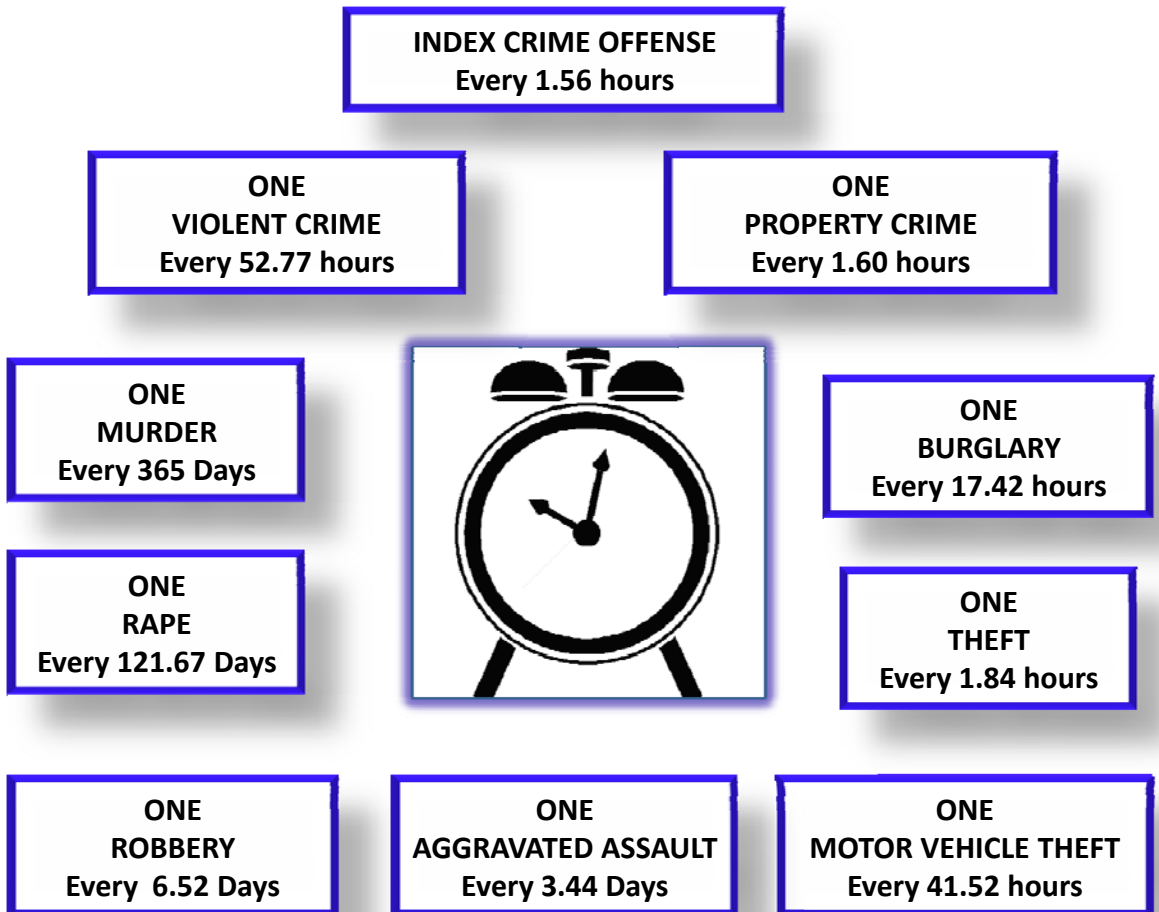 INDEX CRIME OFFENSE
Every 1.56 hours
ONE
VIOLENT CRIME
Every 52.77 hours
ONE
PROPERTY CRIME
Every 1.60 hours
ONE
MURDER
Every 365 Days
ONE
BURGLARY
Every 17.42 hours
ONE
RAPE
Every 121.67 Days
ONE
THEFT
Every 1.84 hours
ONE
ROBBERY
Every 6.52 Days
ONE
AGGRAVATED ASSAULT
Every 3.44 Days
ONE
MOTOR VEHICLE THEFT
Every 41.52 hours